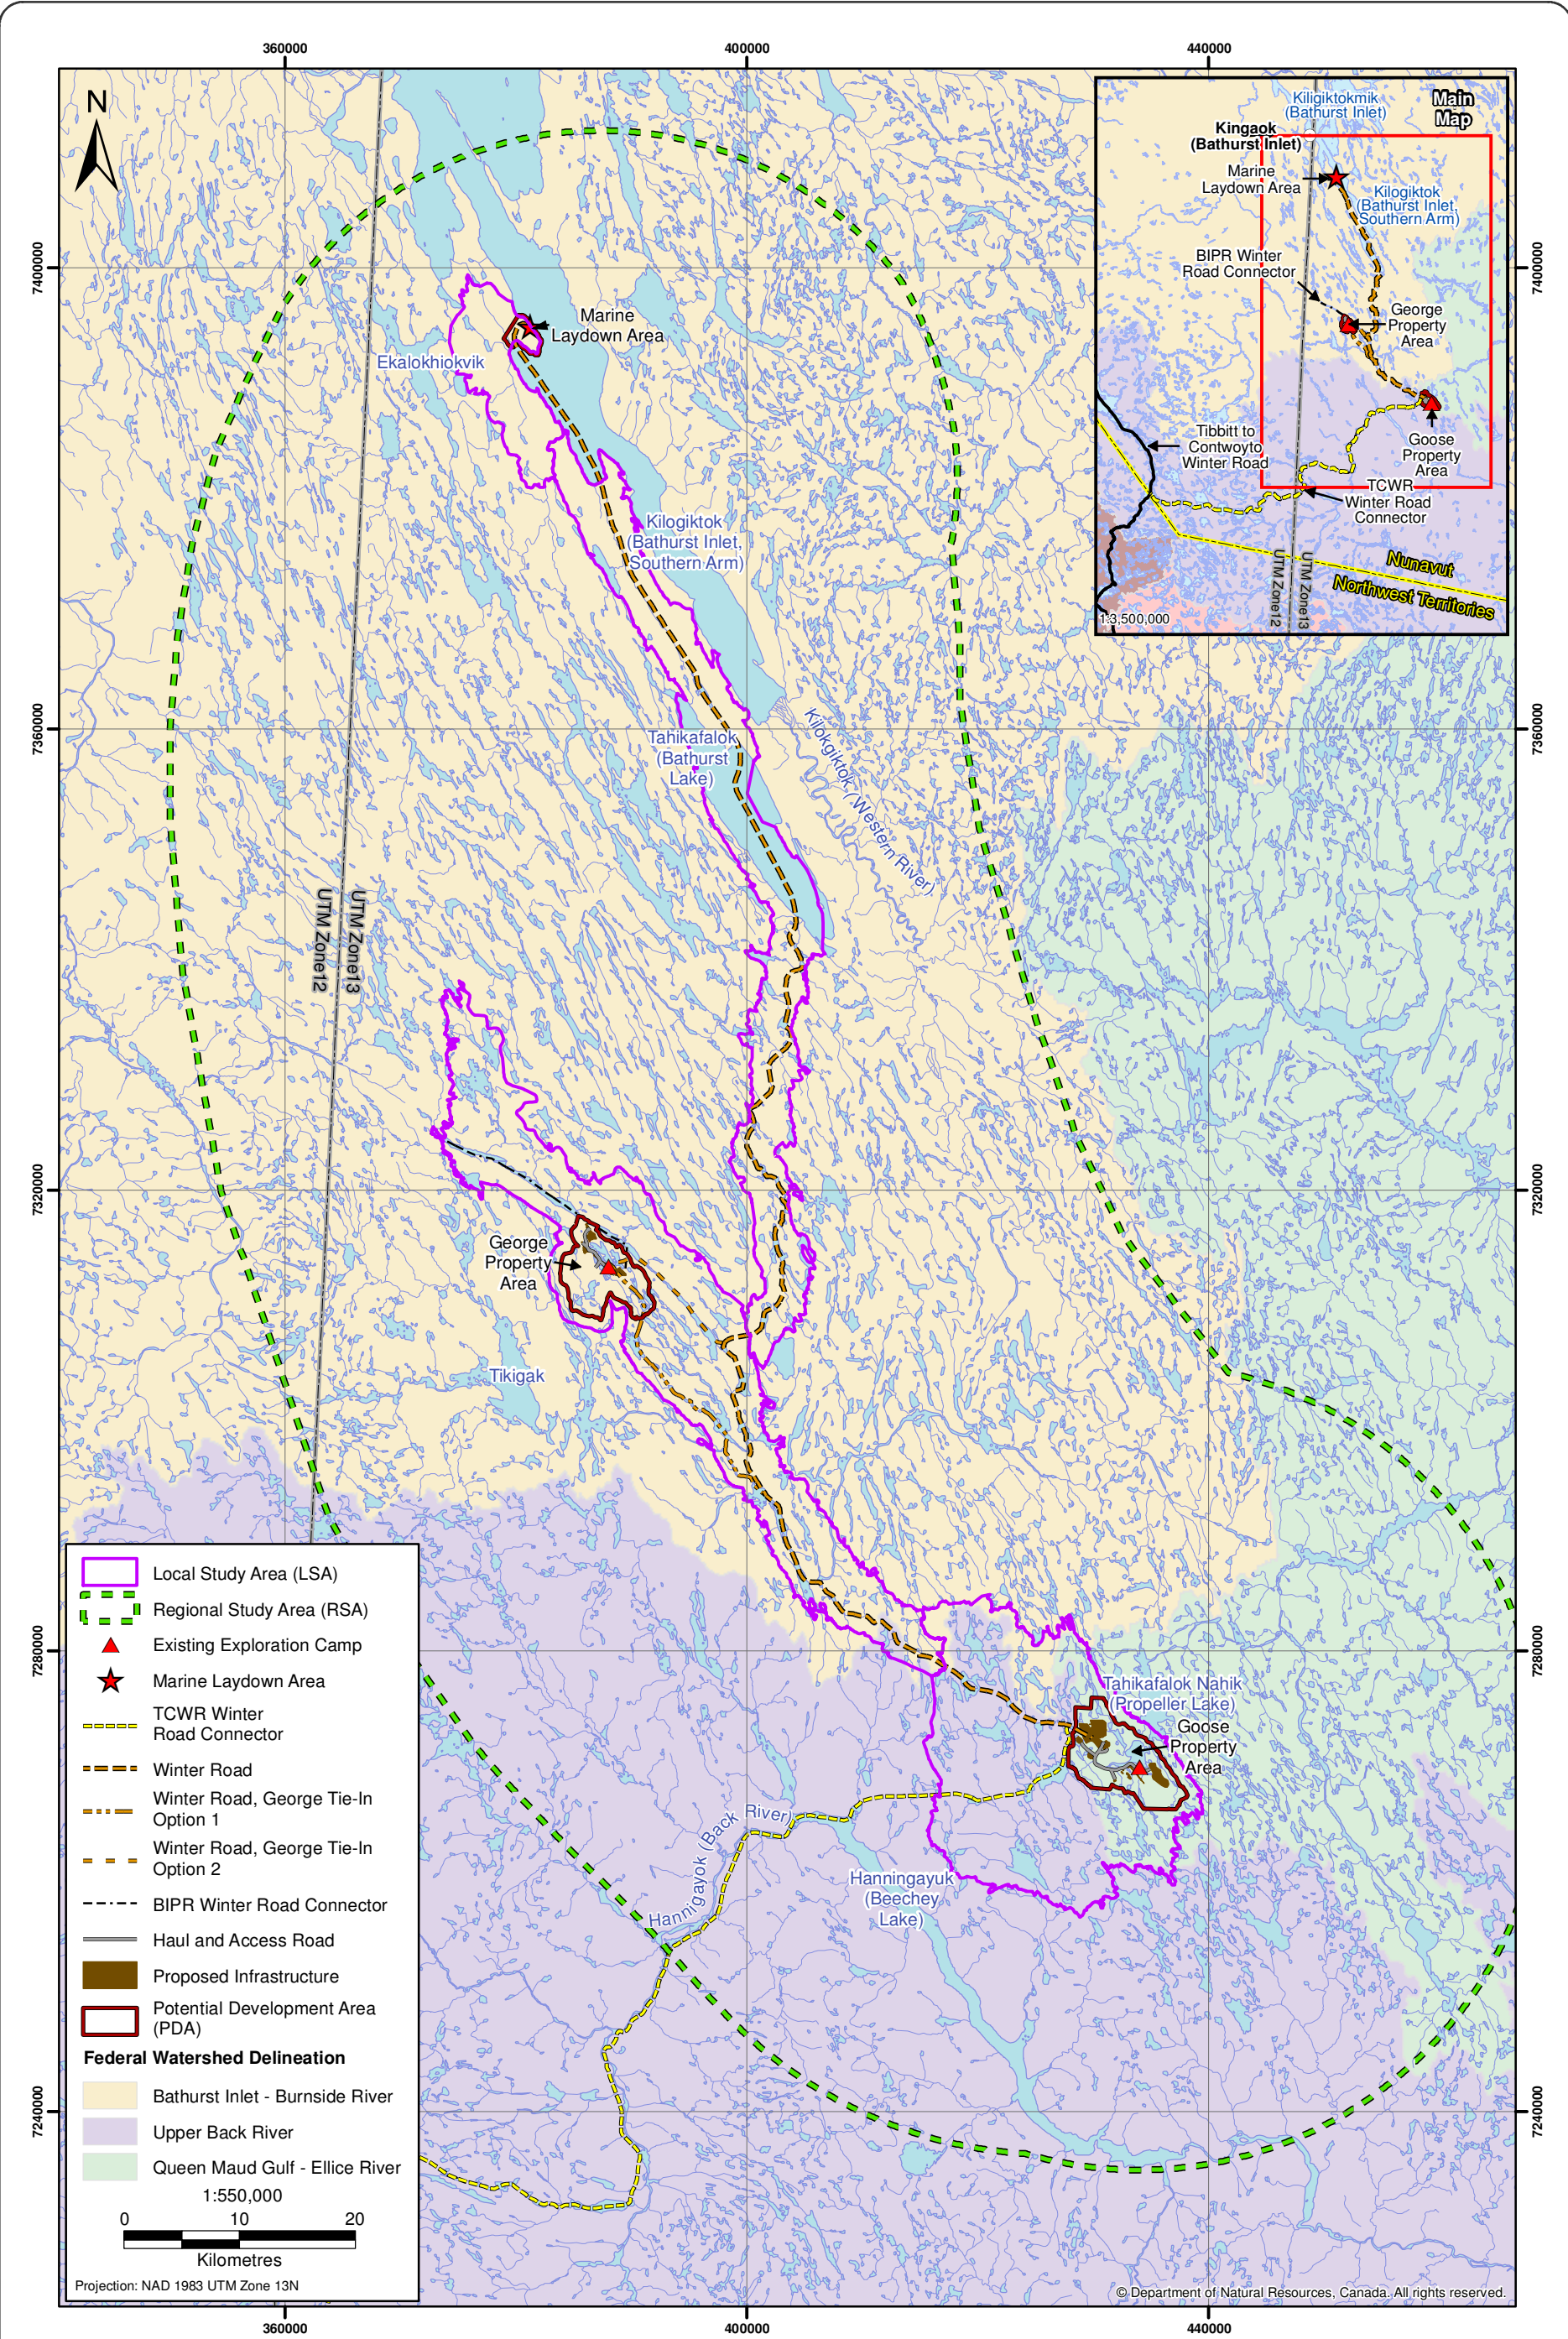 360000
400000
440000
N
Kiligiktokmik
(Bathurst Inlet)
Main
Map
Kingaok
(Bathurst Inlet)
Marine
Laydown Area
Kilogiktok
(Bathurst Inlet,
Southern Arm)
BIPR Winter
Road Connector
George
Property
Area
Tibbitt to
Contwoyto
Winter Road
Goose
Property
Area
TCWR
Winter Road
Connector
UTM Zone12
UTM Zone13
Nunavut
Northwest Territories
1:3,500,000
7400000
7400000
Marine
Laydown Area
Ekalokhiokvik
Kilogiktok
(Bathurst Inlet,
Southern Arm)
7360000
7360000
Tahikafalok
(Bathurst
Lake)
Kilokgiktok (Western River)
UTM Zone12
UTM Zone13
7320000
7320000
George
Property
Area
Tikigak
7280000
7280000
Tahikafalok Nahik
(Propeller Lake)
Goose
Property
Area
Hannigayok (Back River)
Hanningayuk
(Beechey
Lake)
7240000
7240000
Local Study Area (LSA)
Regional Study Area (RSA)
Existing Exploration Camp
Marine Laydown Area
TCWR Winter
Road Connector
Winter Road
Winter Road, George Tie-In
Option 1
Winter Road, George Tie-In
Option 2
BIPR Winter Road Connector
Haul and Access Road
Proposed Infrastructure
Potential Development Area
(PDA)
Federal Watershed Delineation
Bathurst Inlet - Burnside River
Upper Back River
Queen Maud Gulf - Ellice River
1:550,000
0 10 20
Kilometres
Projection: NAD 1983 UTM Zone 13N
© Department of Natural Resources, Canada. All rights reserved.
360000
400000
440000